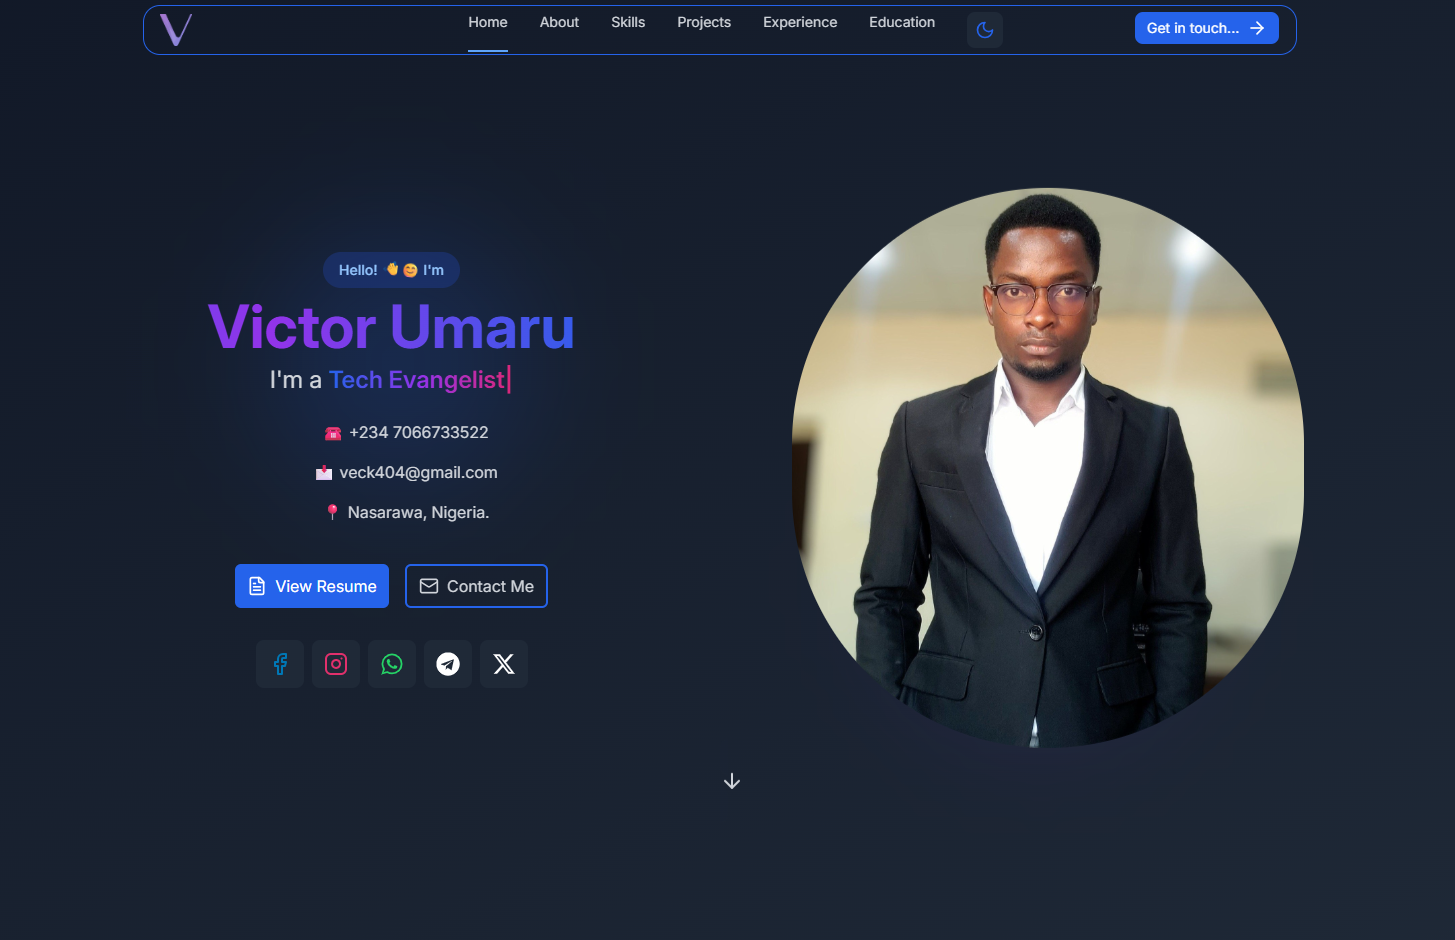 Home About Skills Projects Experience Education Get in touch...
Hello! 👋😊 I'm
Victor Umaru
I'm a Tech Evangelist|
+234 7066733522
veck404@gmail.com
Nasarawa, Nigeria.
View Resume Contact Me